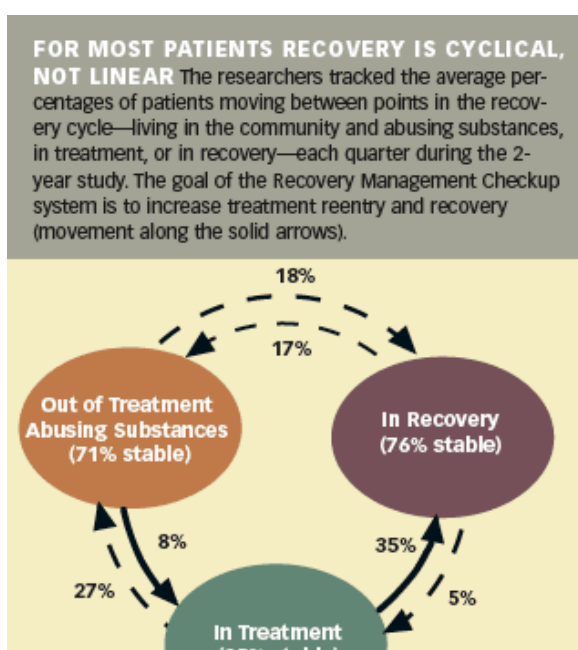 FOR MOST PATIENTS RECOVERY IS CYCLICAL,
NOT LINEAR The researchers tracked the average per-
centages of patients moving between points in the recov-
ery cycle—living in the community and abusing substances,
in treatment, or in recovery—each quarter during the 2-
year study. The goal of the Recovery Management Checkup
system is to increase treatment reentry and recovery
(movement along the solid arrows).
18%
17%
Out of Treatment
Abusing Substances
(71% stable)
In Recovery
(76% stable)
8%
35%
27%
5%
In Treatment